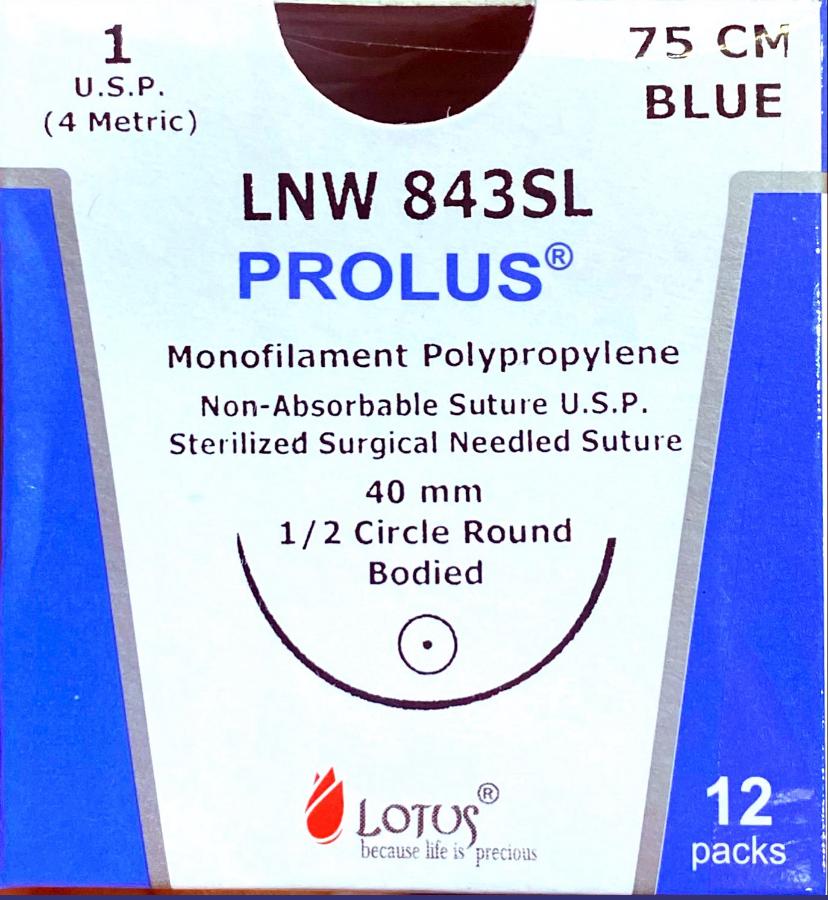 1
U.S.P.
(4 Metric)
75 CM
BLUE
LNW 843SL
PROLUS®
Monofilament Polypropylene
Non-Absorbable Suture U.S.P.
Sterilized Surgical Needled Suture
40 mm
1/2 Circle Round
Bodied
LOTUS®
because life is precious
12
packs